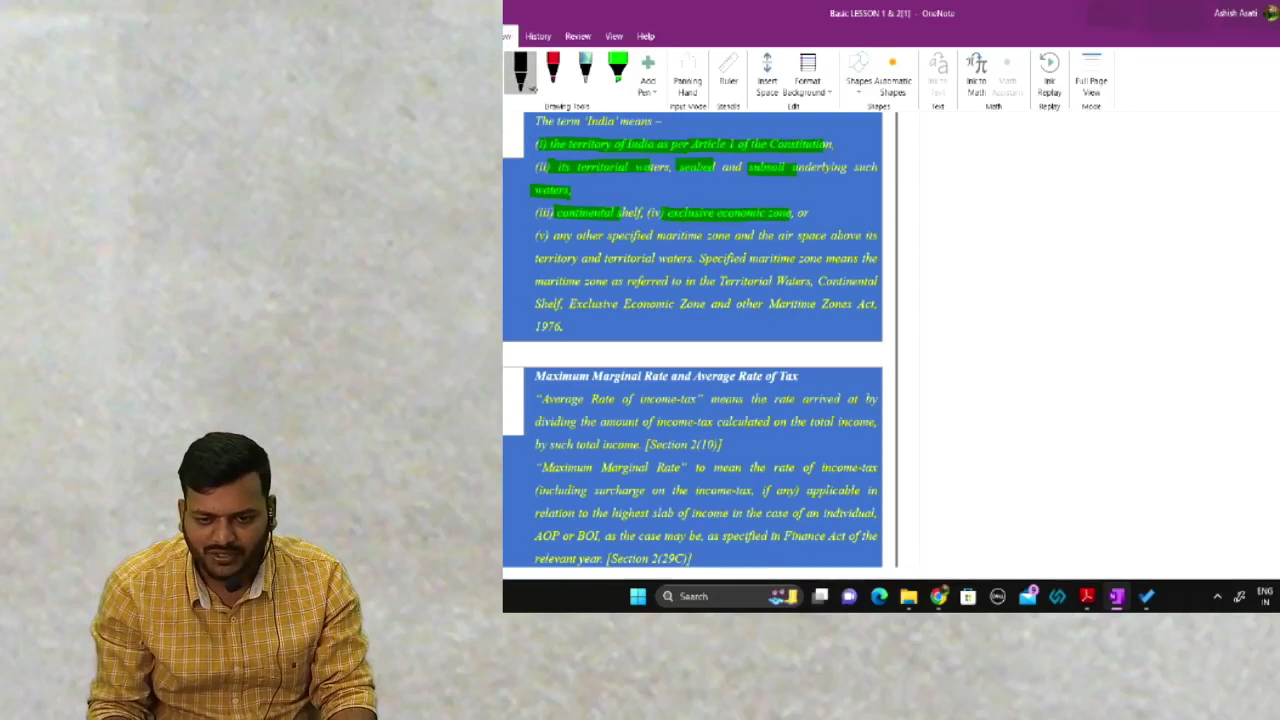 Basic LESSON 1 & 2[1] - OneNote
Ashish Asati
History Review View Help
Add Pen
Panning Hand
Ruler
Insert Space
Format Background
Shapes
Automatic Shapes
Ink to Text
Ink to Math
Math Assistant
Ink Replay
Full Page View
Drawing Tools
Input Mode
Stencils
Edit
Shapes
Text
Math
Replay
Mode
The term 'India' means –
(i) the territory of India as per Article 1 of the Constitution,
(ii) its territorial waters, seabed and subsoil underlying such
waters,
(iii) continental shelf, (iv) exclusive economic zone, or
(v) any other specified maritime zone and the air space above its
territory and territorial waters. Specified maritime zone means the
maritime zone as referred to in the Territorial Waters, Continental
Shelf, Exclusive Economic Zone and other Maritime Zones Act,
1976.
Maximum Marginal Rate and Average Rate of Tax
“Average Rate of income-tax” means the rate arrived at by
dividing the amount of income-tax calculated on the total income,
by such total income. [Section 2(10)]
“Maximum Marginal Rate” to mean the rate of income-tax
(including surcharge on the income-tax, if any) applicable in
relation to the highest slab of income in the case of an individual,
AOP or BOI, as the case may be, as specified in Finance Act of the
relevant year. [Section 2(29C)]
Search
ENG
IN